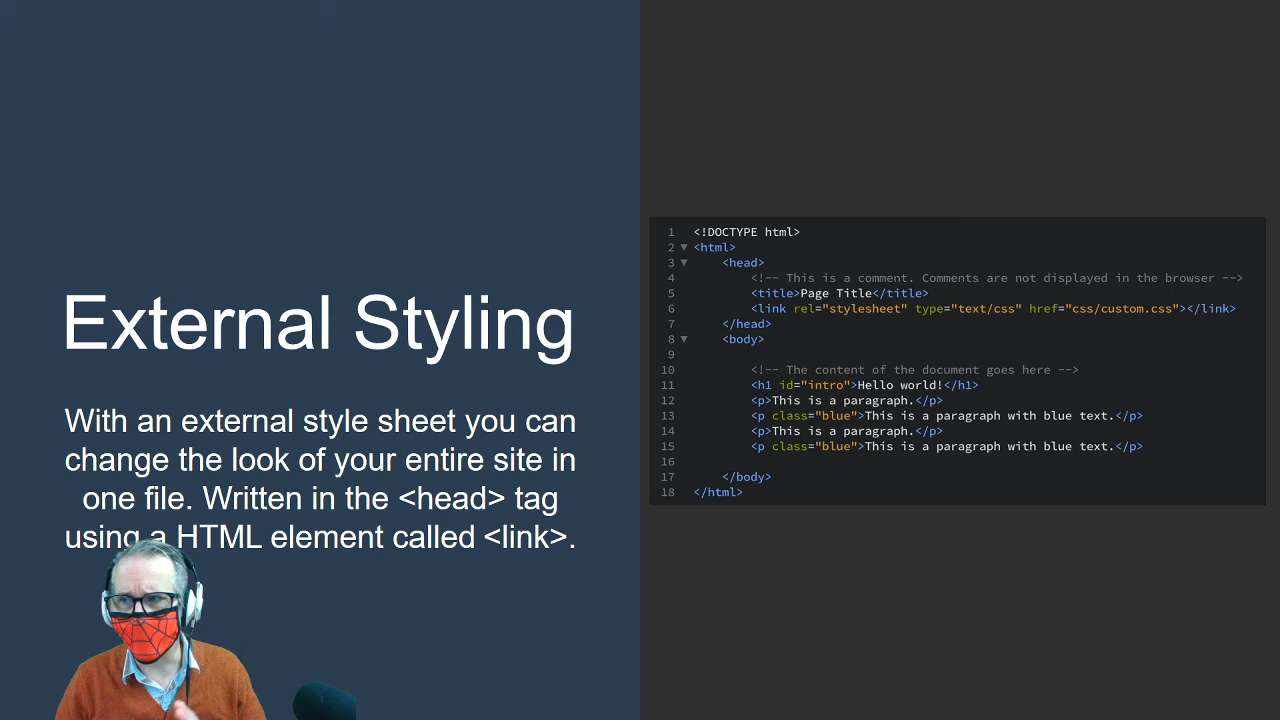 External Styling
With an external style sheet you can
change the look of your entire site in
one file. Written in the <head> tag
using a HTML element called <link>.
1 <!DOCTYPE html>
2 <html>
3 <head>
4 <!-- This is a comment. Comments are not displayed in the browser -->
5 <title>Page Title</title>
6 <link rel="stylesheet" type="text/css" href="css/custom.css"></link>
7 </head>
8 <body>
9
10 <!-- The content of the document goes here -->
11 <h1 id="intro">Hello world!</h1>
12 <p>This is a paragraph.</p>
13 <p class="blue">This is a paragraph with blue text.</p>
14 <p>This is a paragraph.</p>
15 <p class="blue">This is a paragraph with blue text.</p>
16
17 </body>
18 </html>